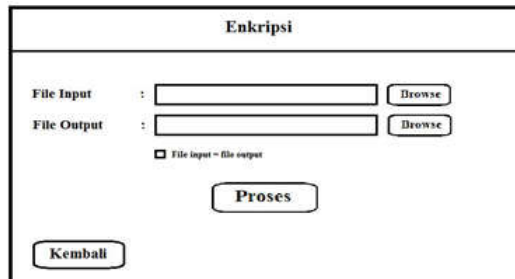 Enkripsi
File Input : Browse
File Output : Browse
File input = file output
Proses
Kembali